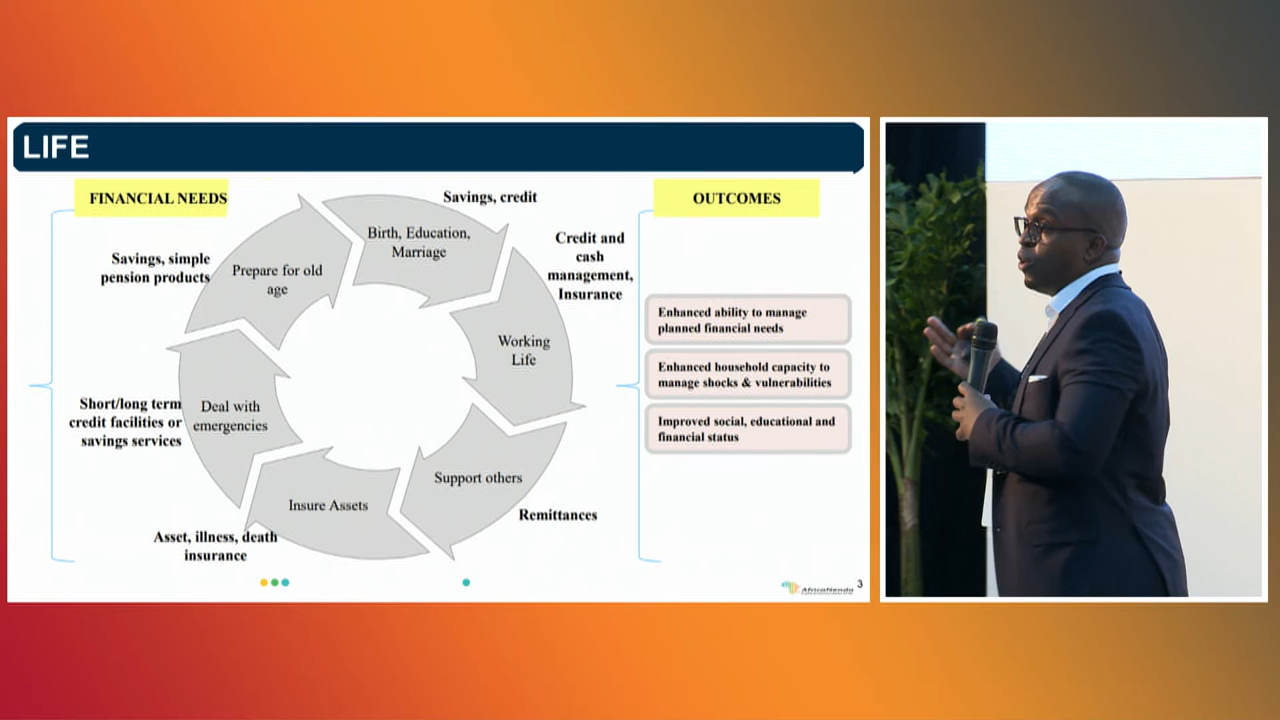 LIFE
FINANCIAL NEEDS
OUTCOMES
Savings, credit
Birth, Education,
Marriage
Credit and
cash
management,
Insurance
Working
Life
Support others
Remittances
Insure Assets
Asset, illness, death
insurance
Deal with
emergencies
Short/long term
credit facilities or
savings services
Prepare for old
age
Savings, simple
pension products
Enhanced ability to manage
planned financial needs
Enhanced household capacity to
manage shocks & vulnerabilities
Improved social, educational and
financial status
AfricaNenda
3